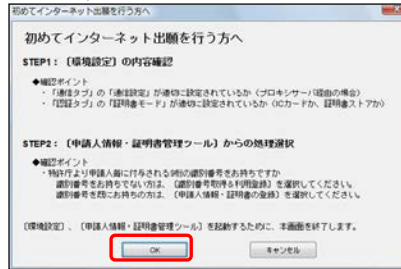 初めてインターネット出願を行う方へ
初めてインターネット出願を行う方へ
STEP1：〔環境設定〕の内容確認
◆確認ポイント
・「通信タブ」の「通信設定」が適切に設定されているか（プロキシサーバ経由の場合）
・「認証タブ」の「証明書モード」が適切に設定されているか（ICカードか、証明書ストアか）
STEP2：〔申請人情報・証明書管理ツール〕からの処理選択
◆確認ポイント
・特許庁より申請人毎に付与される9桁の識別番号をお持ちですか
識別番号をお持ちでない方は、〔識別番号取得&利用登録〕を選択してください。
識別番号を既にお持ちの方は、〔申請人情報・証明書の登録〕を選択してください。
〔環境設定〕、〔申請人情報・証明書管理ツール〕を起動するために、本画面を終了します。
OK
キャンセル